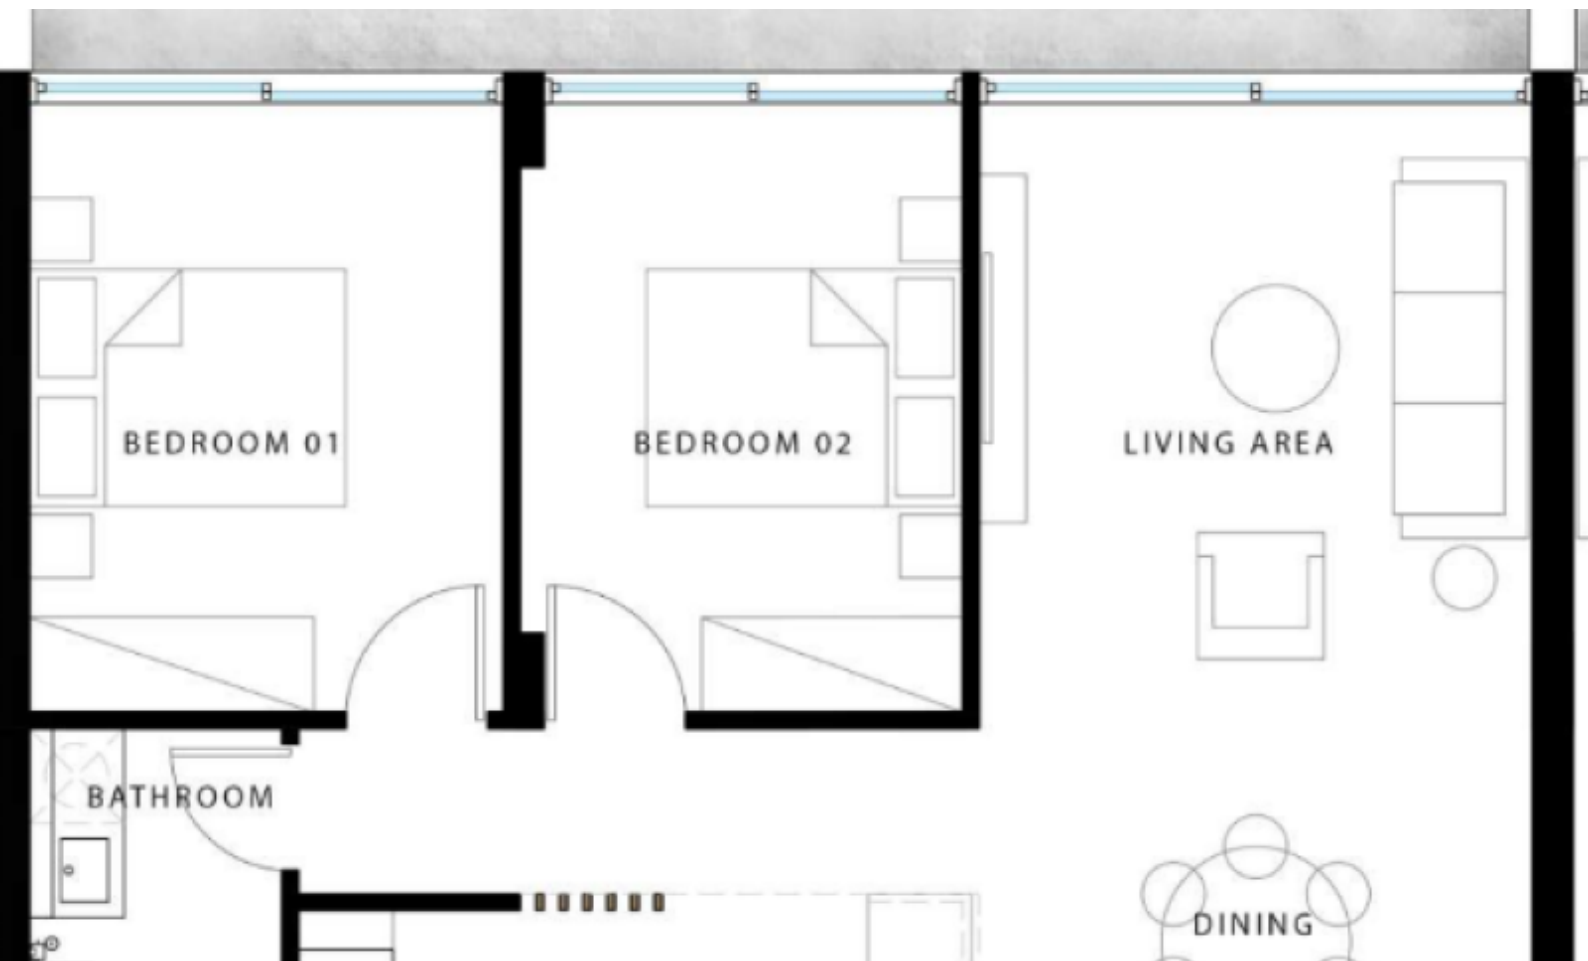 BEDROOM 01
BEDROOM 02
LIVING AREA
BATHROOM
DINING